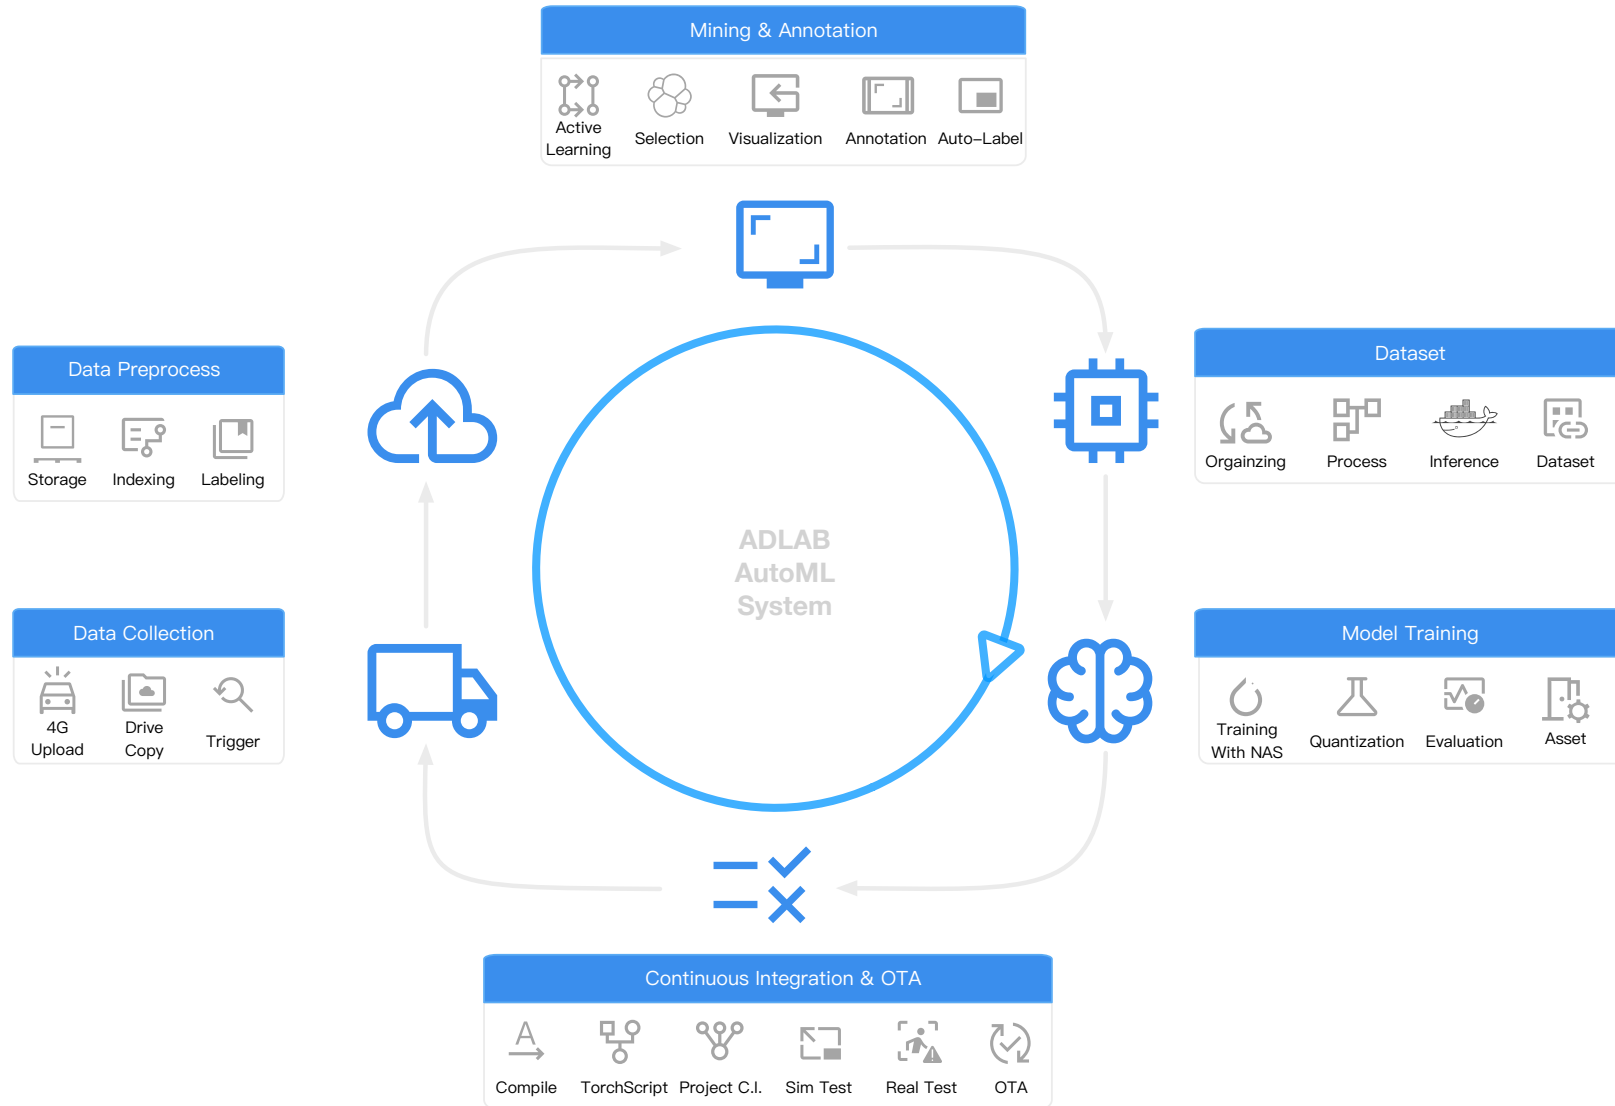 Mining & Annotation
Active
Learning
Selection
Visualization
Annotation
Auto-Label
Data Preprocess
Storage
Indexing
Labeling
Dataset
Orgainzing
Process
Inference
Dataset
ADLAB
AutoML
System
Data Collection
4G
Upload
Drive
Copy
Trigger
Model Training
Training
With NAS
Quantization
Evaluation
Asset
Continuous Integration & OTA
A
Compile
TorchScript
Project C.I.
Sim Test
Real Test
OTA